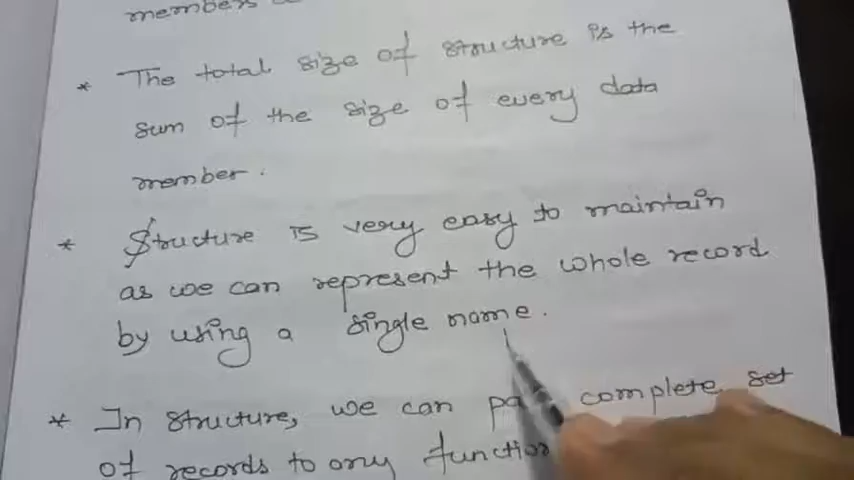 members
* The total size of structure is the
sum of the size of every data
member.
* Structure is very easy to maintain
as we can represent the whole record
by using a single name.
* In structure, we can complete set
of records to any function